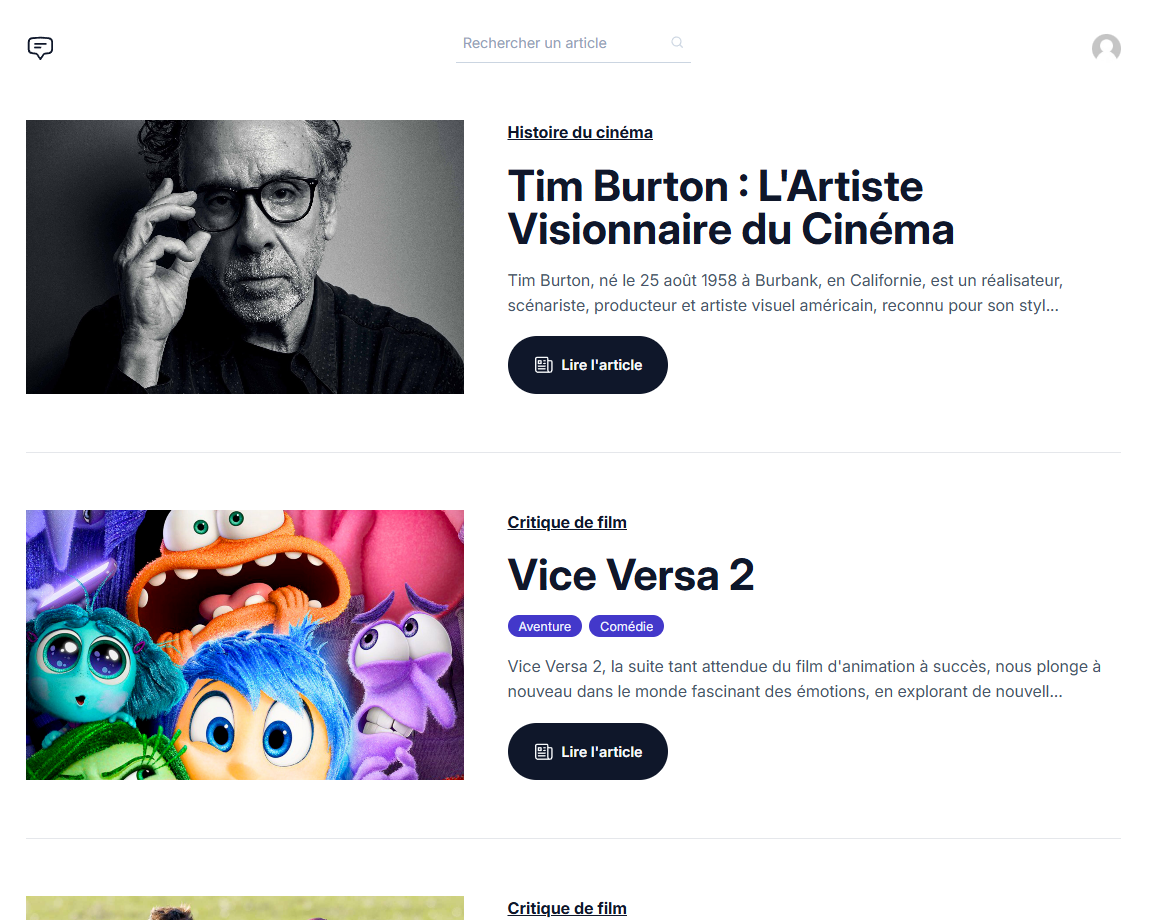 Rechercher un article
Histoire du cinéma
Tim Burton : L'Artiste
Visionnaire du Cinéma
Tim Burton, né le 25 août 1958 à Burbank, en Californie, est un réalisateur,
scénariste, producteur et artiste visuel américain, reconnu pour son styl...
Lire l'article
Critique de film
Vice Versa 2
Aventure Comédie
Vice Versa 2, la suite tant attendue du film d'animation à succès, nous plonge à
nouveau dans le monde fascinant des émotions, en explorant de nouvell...
Lire l'article
Critique de film